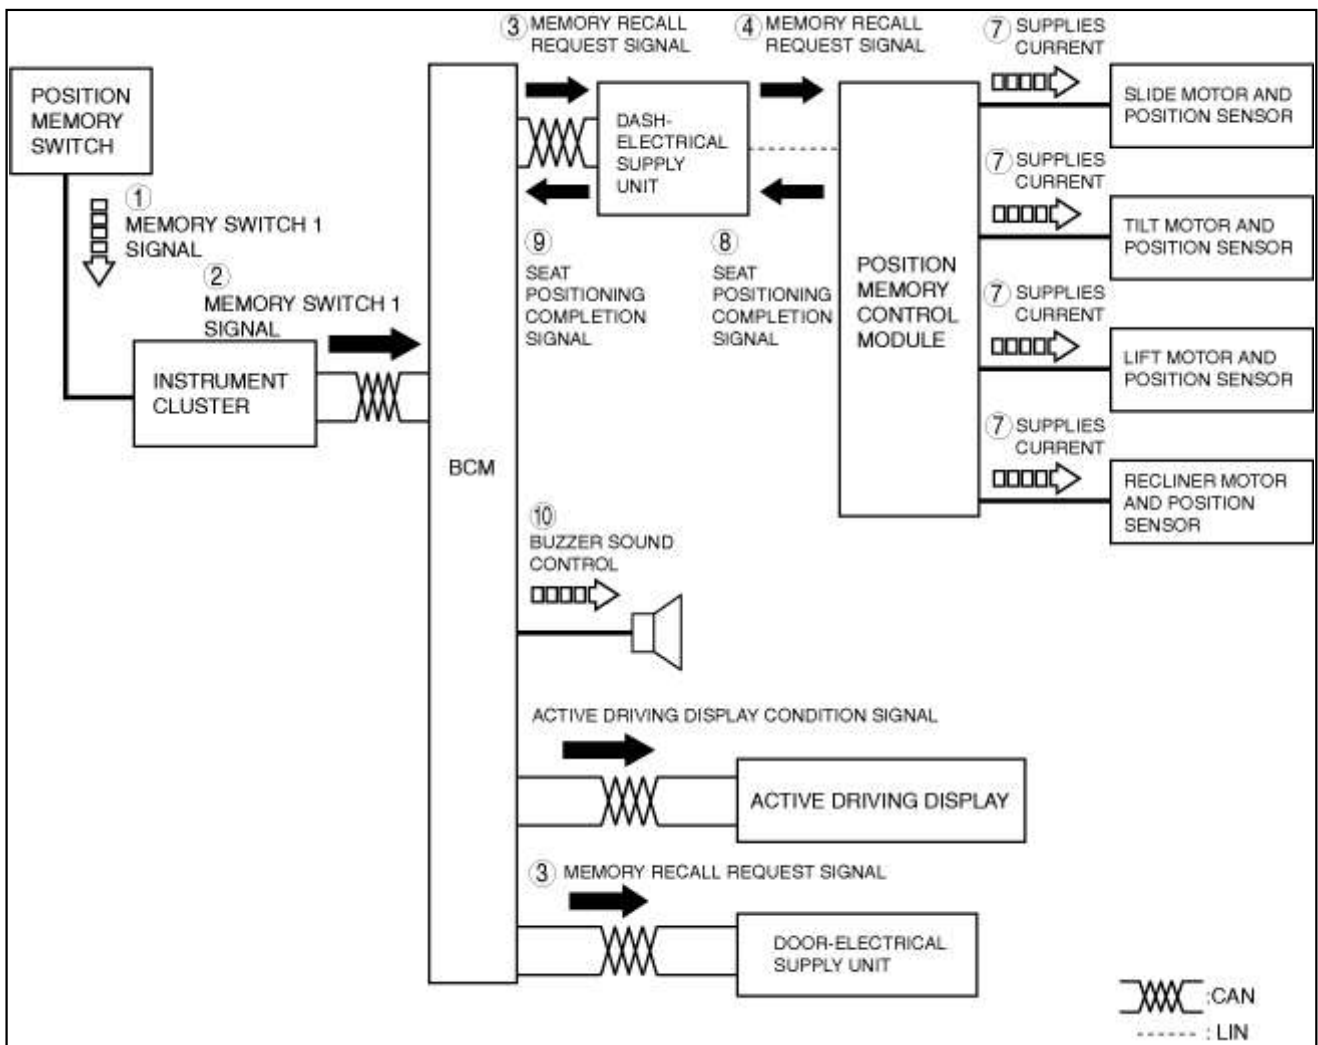 ③ MEMORY RECALL
REQUEST SIGNAL
④ MEMORY RECALL
REQUEST SIGNAL
⑦ SUPPLIES
CURRENT
POSITION
MEMORY
SWITCH
DASH-
ELECTRICAL
SUPPLY
UNIT
SLIDE MOTOR AND
POSITION SENSOR
①
MEMORY SWITCH 1
SIGNAL
⑦ SUPPLIES
CURRENT
TILT MOTOR AND
POSITION SENSOR
②
MEMORY SWITCH 1
SIGNAL
⑨
SEAT
POSITIONING
COMPLETION
SIGNAL
⑧
SEAT
POSITIONING
COMPLETION
SIGNAL
POSITION
MEMORY
CONTROL
MODULE
⑦ SUPPLIES
CURRENT
LIFT MOTOR AND
POSITION SENSOR
INSTRUMENT
CLUSTER
⑦ SUPPLIES
CURRENT
RECLINER MOTOR
AND POSITION
SENSOR
BCM
⑩
BUZZER SOUND
CONTROL
ACTIVE DRIVING DISPLAY CONDITION SIGNAL
ACTIVE DRIVING DISPLAY
③ MEMORY RECALL REQUEST SIGNAL
DOOR-ELECTRICAL
SUPPLY UNIT
:CAN
: LIN